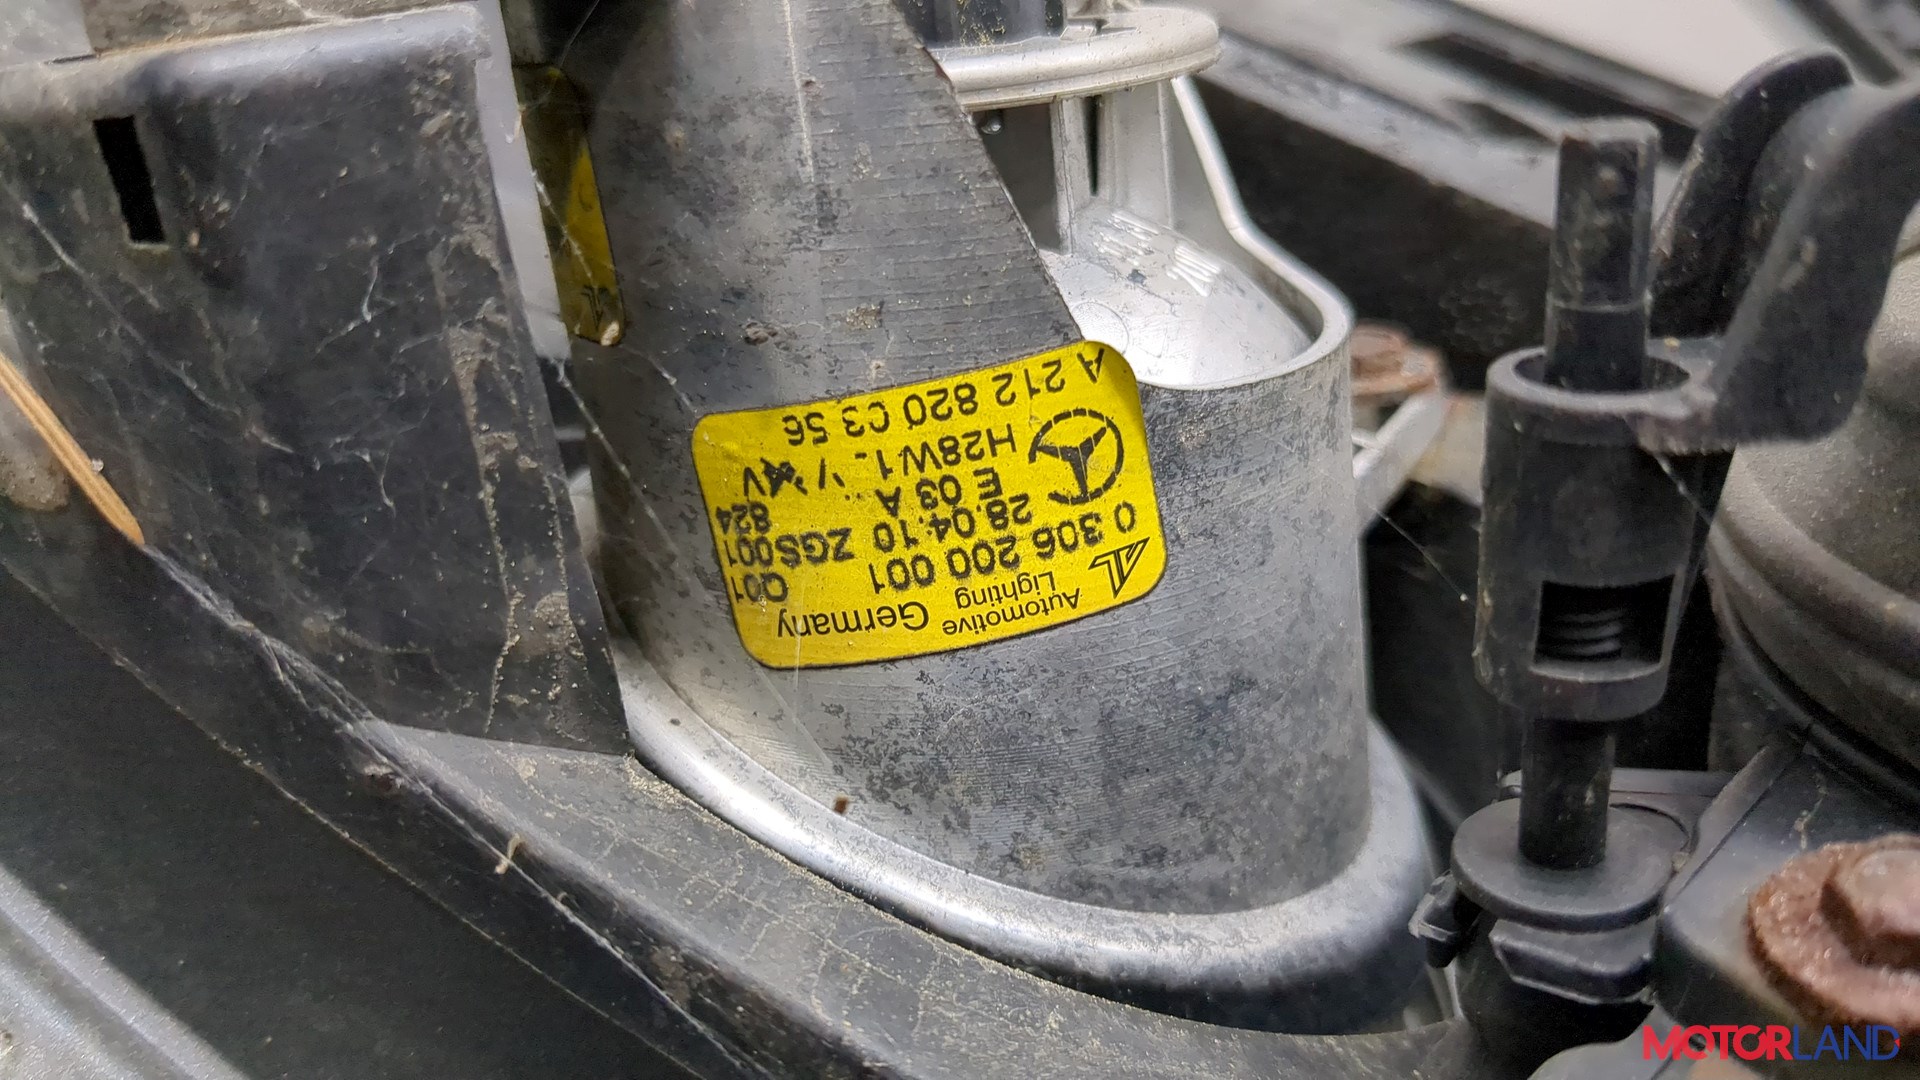 AL Automotive Lighting Germany
0 306 200 001 Q01
28.04.10 ZGS001
E 03 A 824
H28W1-
A 212 820 C3 56
MOTORLAND